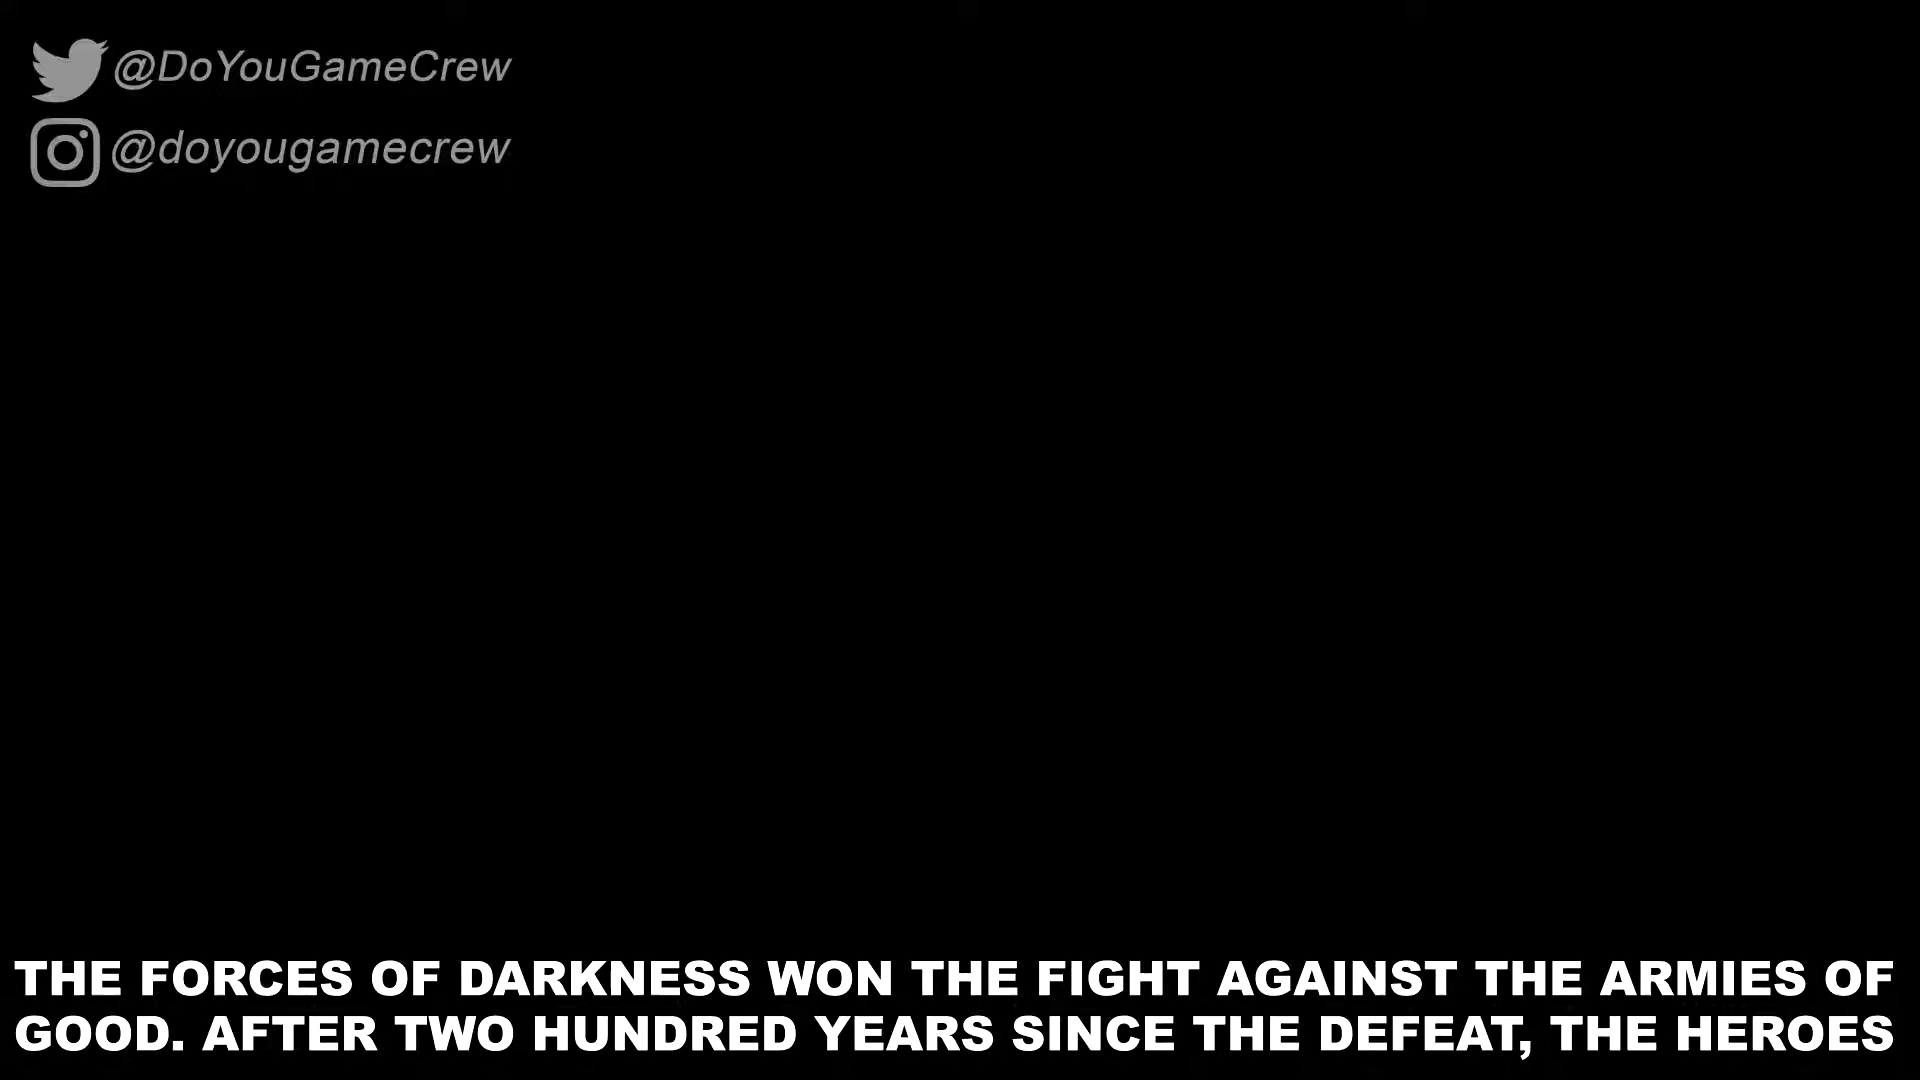 @DoYouGameCrew
@doyougamecrew
THE FORCES OF DARKNESS WON THE FIGHT AGAINST THE ARMIES OF
GOOD. AFTER TWO HUNDRED YEARS SINCE THE DEFEAT, THE HEROES